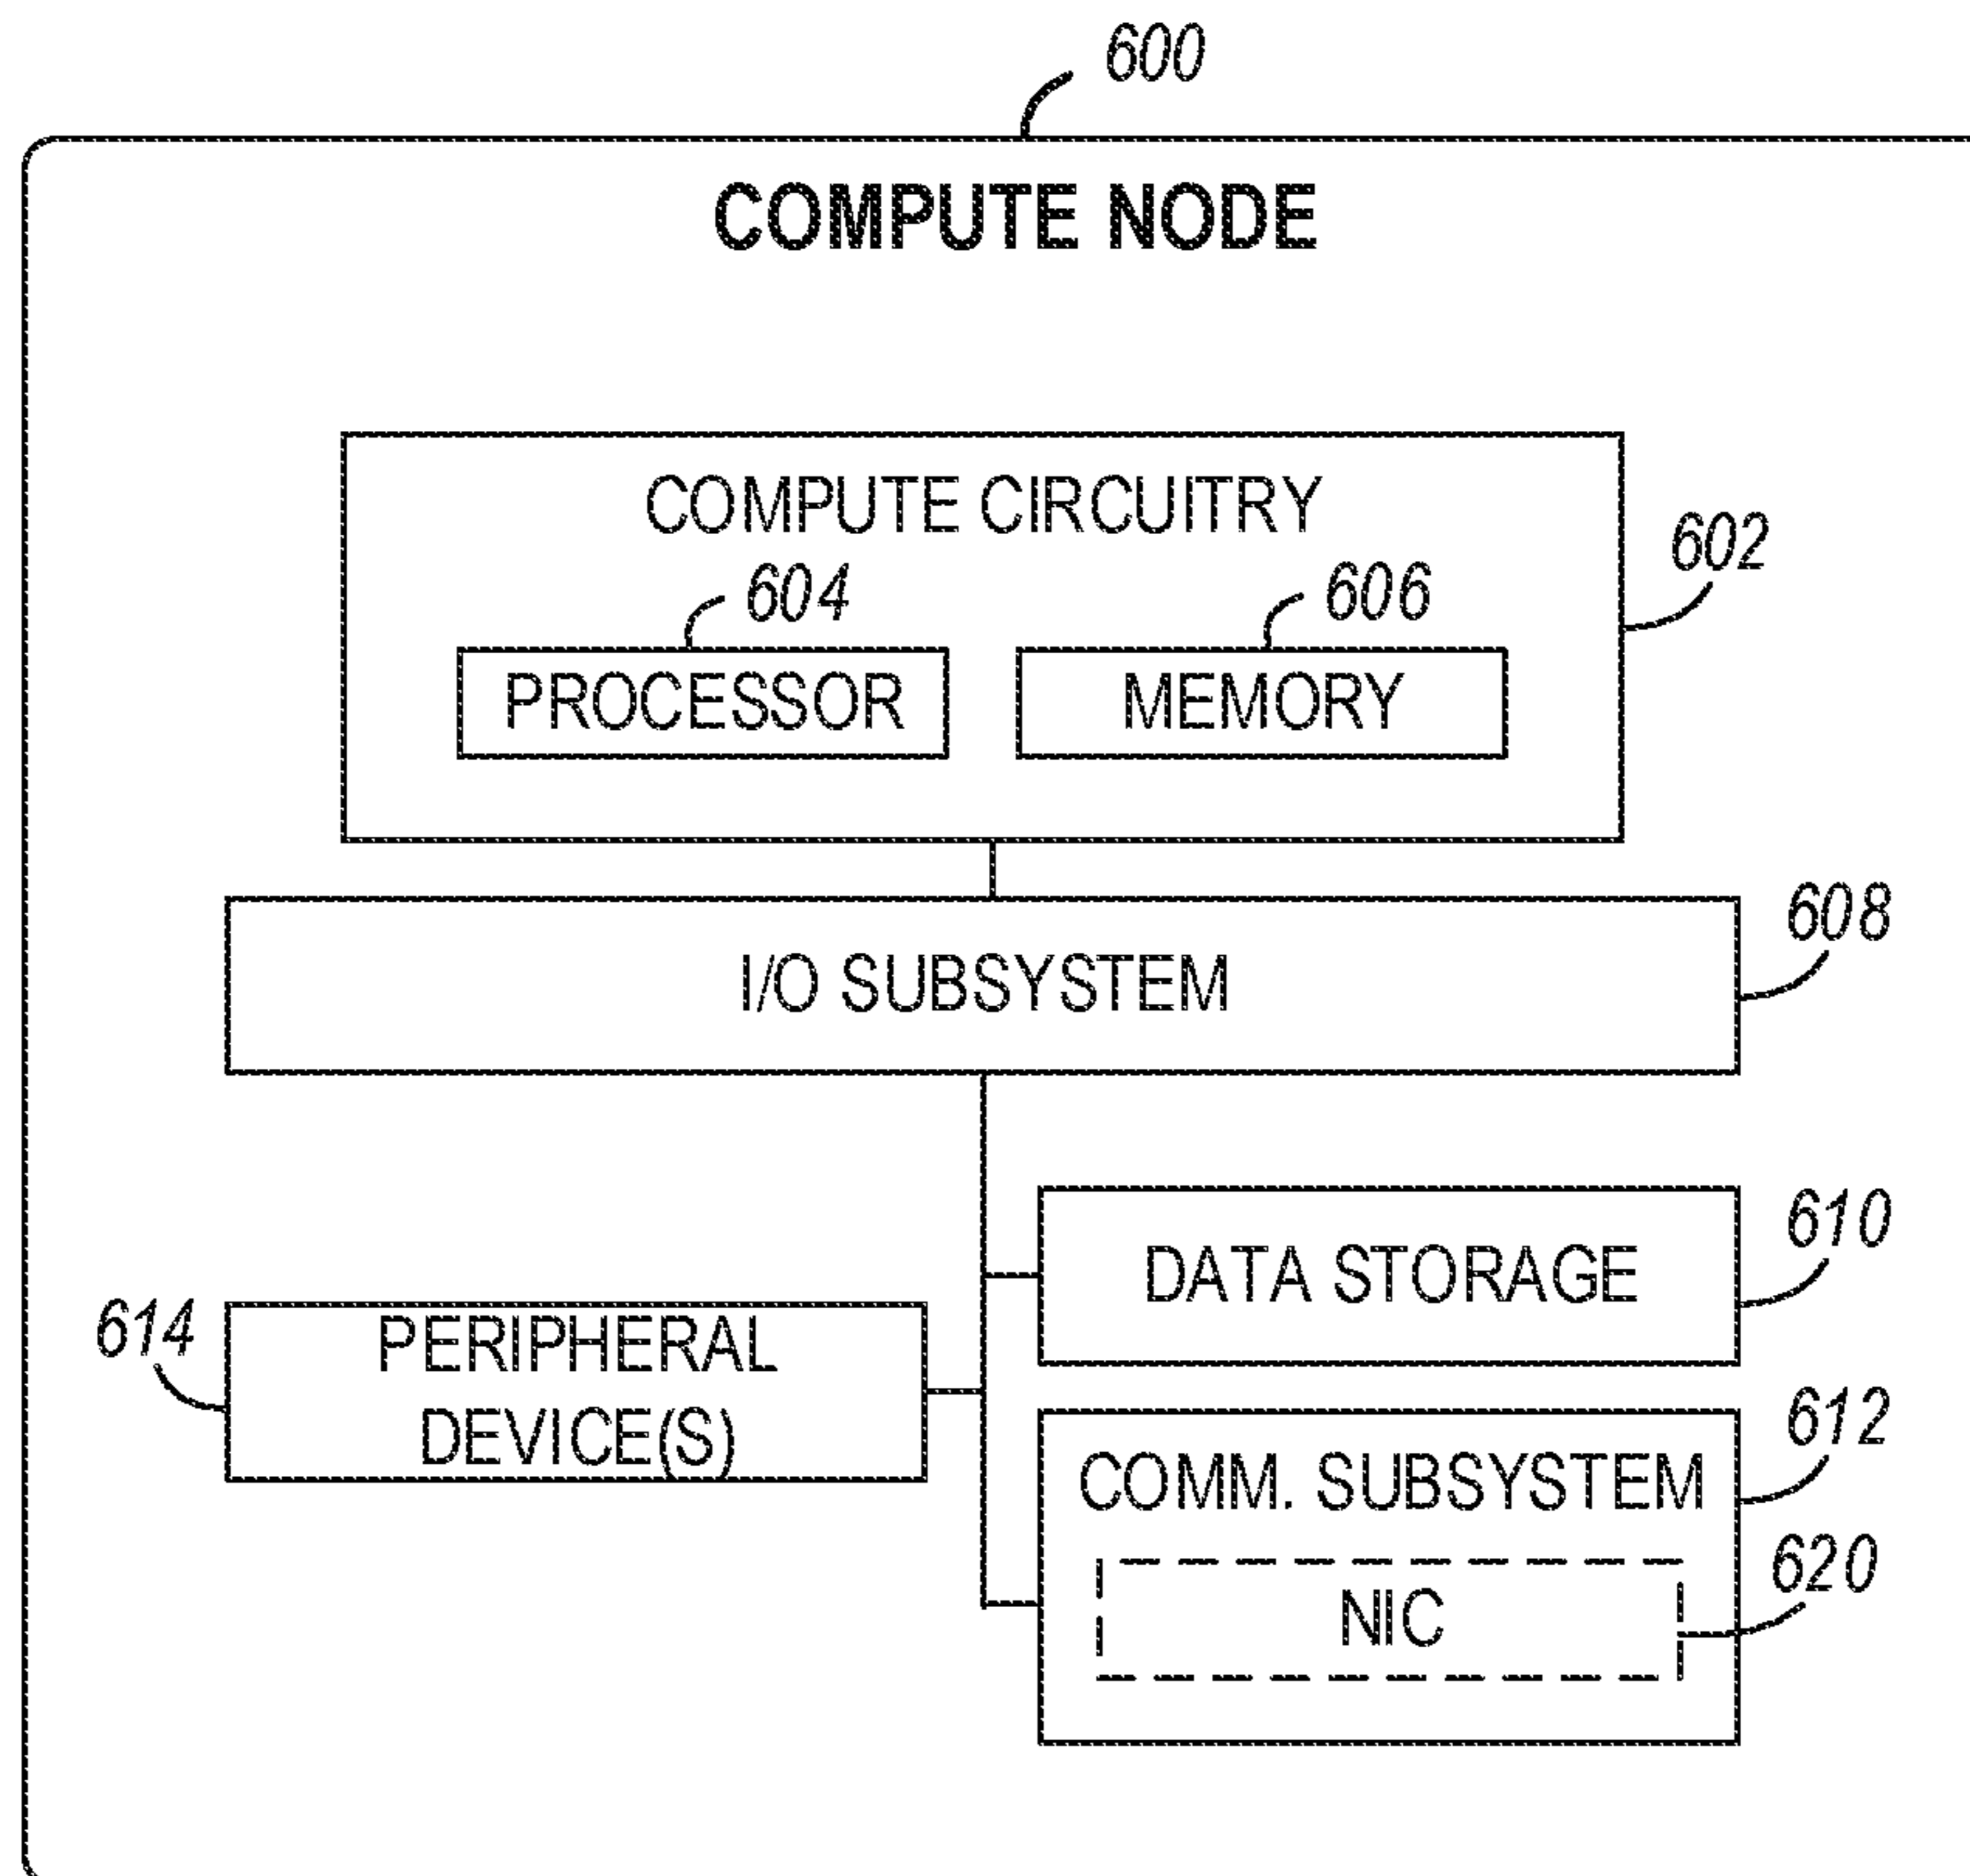 600
COMPUTE NODE
COMPUTE CIRCUITRY
602
604
606
PROCESSOR
MEMORY
608
I/O SUBSYSTEM
610
DATA STORAGE
614
PERIPHERAL
DEVICE(S)
612
COMM. SUBSYSTEM
620
NIC